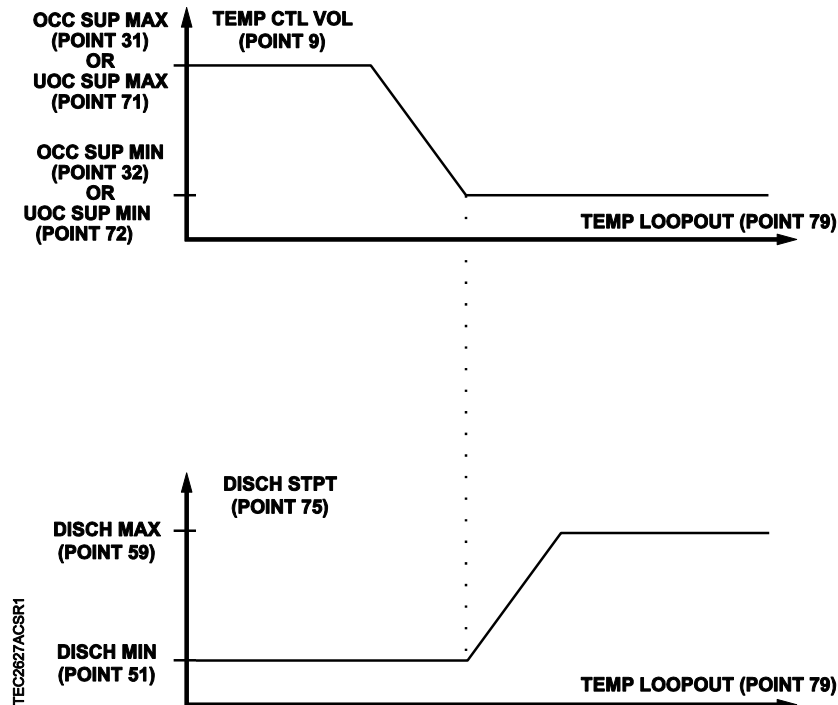 OCC SUP MAX
(POINT 31)
OR
UOC SUP MAX
(POINT 71)
TEMP CTL VOL
(POINT 9)
OCC SUP MIN
(POINT 32)
OR
UOC SUP MIN
(POINT 72)
TEMP LOOPOUT (POINT 79)
DISCH STPT
(POINT 75)
DISCH MAX
(POINT 59)
DISCH MIN
(POINT 51)
TEMP LOOPOUT (POINT 79)
TEC2627ACSR1